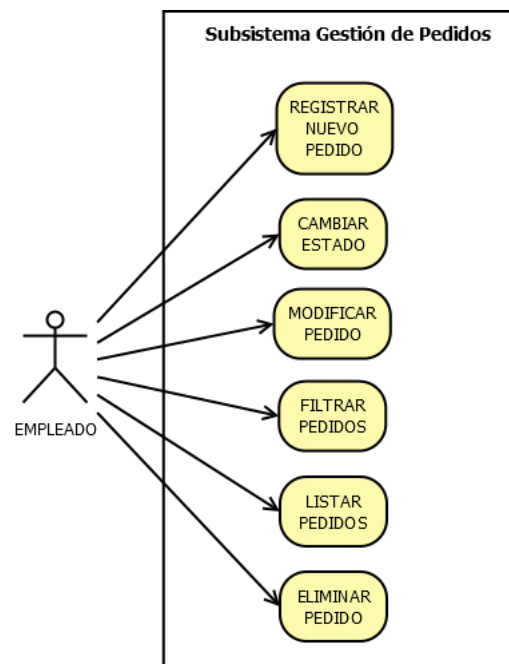 Subsistema Gestión de Pedidos
REGISTRAR
NUEVO
PEDIDO
CAMBIAR
ESTADO
MODIFICAR
PEDIDO
FILTRAR
PEDIDOS
EMPLEADO
LISTAR
PEDIDOS
ELIMINAR
PEDIDO